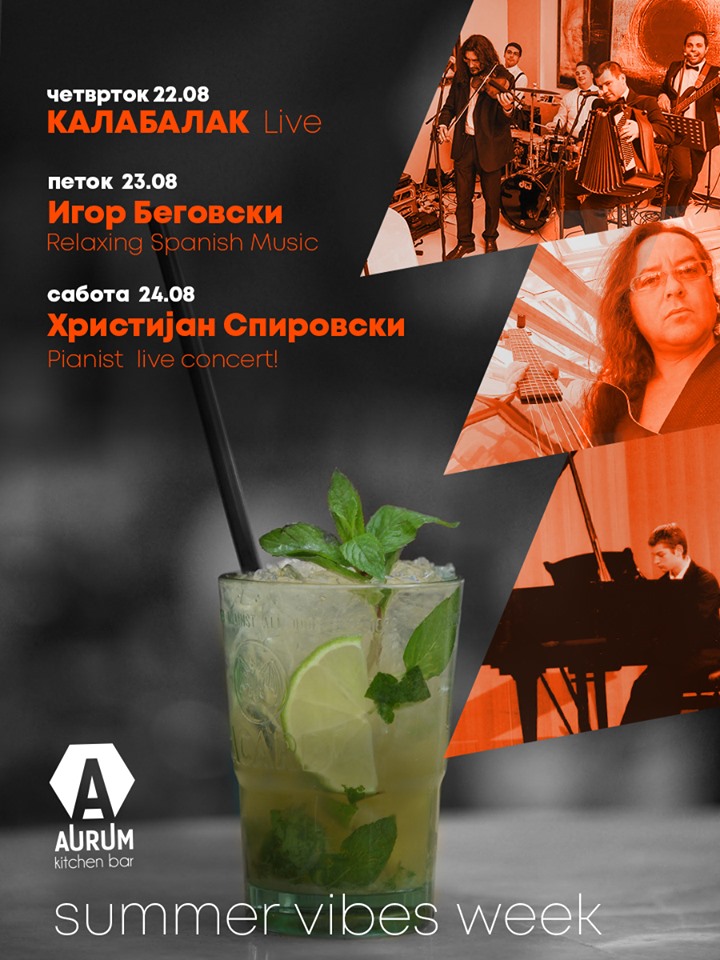 четврток 22.08
КАЛАБАЛАК Live
петок 23.08
Игор Беговски
Relaxing Spanish Music
сабота 24.08
Христијан Спировски
Pianist live concert!
A
AURUM
kitchen bar
summer vibes week